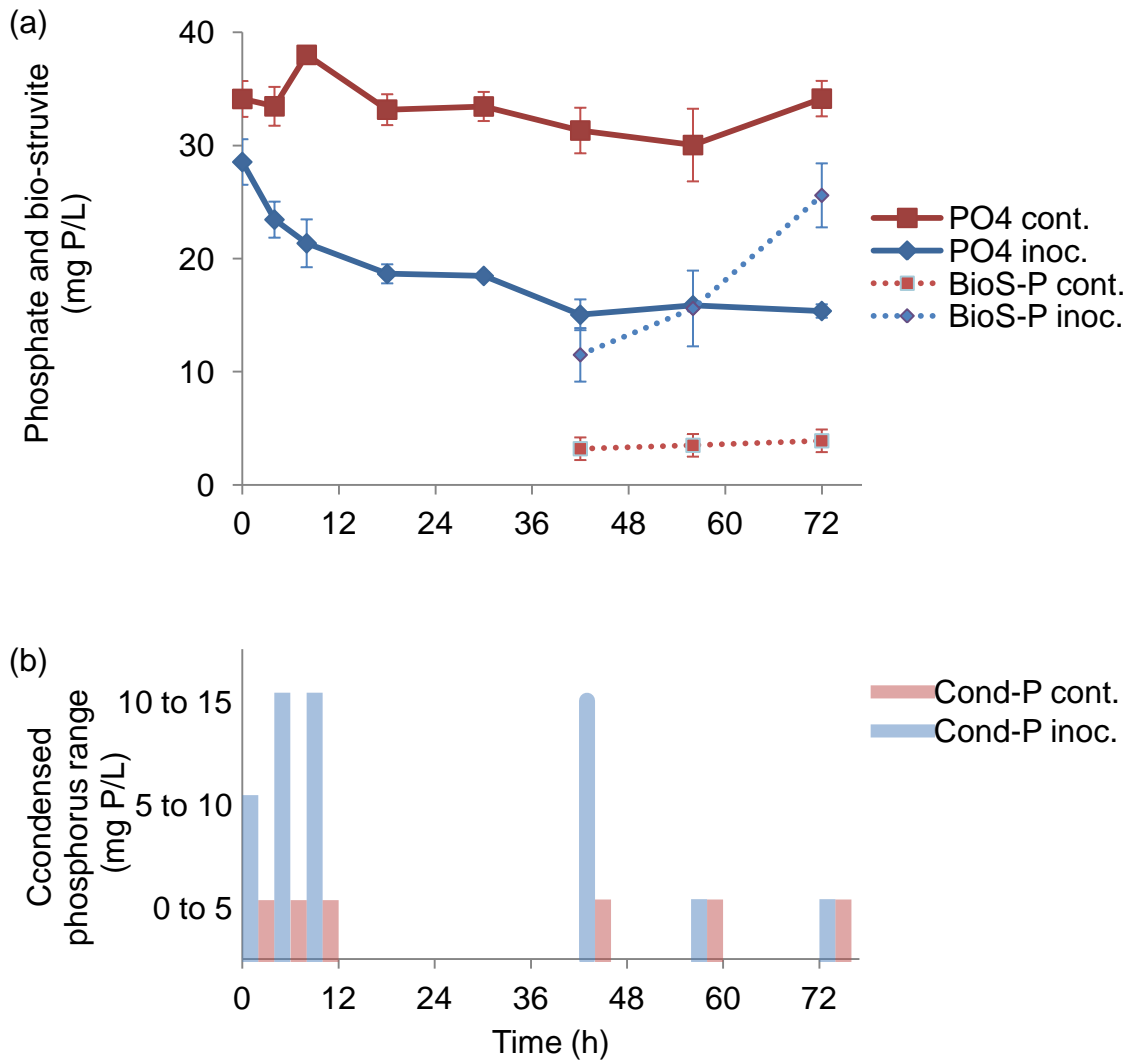 (a)
Phosphate and bio-struvite
(mg P/L)
40
30
20
10
0
0 12 24 36 48 60 72
PO4 cont.
PO4 inoc.
BioS-P cont.
BioS-P inoc.
(b)
Ccondensed
phosphorus range
(mg P/L)
10 to 15
5 to 10
0 to 5
0 12 24 36 48 60 72
Time (h)
Cond-P cont.
Cond-P inoc.